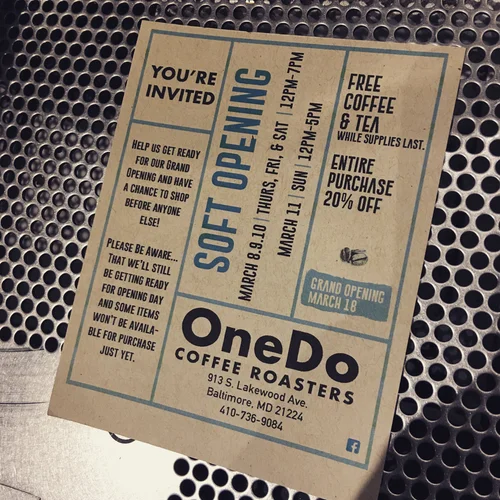 YOU'RE
INVITED
HELP US GET READY
FOR OUR GRAND
OPENING AND HAVE
A CHANCE TO SHOP
BEFORE ANYONE
ELSE!
PLEASE BE AWARE...
THAT WE'LL STILL
BE GETTING READY
FOR OPENING DAY
AND SOME ITEMS
WON'T BE AVAILA-
BLE FOR PURCHASE
JUST YET.
SOFT OPENING
MARCH 8,9,10 | THURS, FRI, & SAT | 12PM-7PM
MARCH 11 | SUN | 12PM-5PM
FREE
COFFEE
& TEA
WHILE SUPPLIES LAST.
ENTIRE
PURCHASE
20% OFF
GRAND OPENING
MARCH 18
OneDo
COFFEE ROASTERS
913 S. Lakewood Ave.
Baltimore, MD 21224
410-736-9084